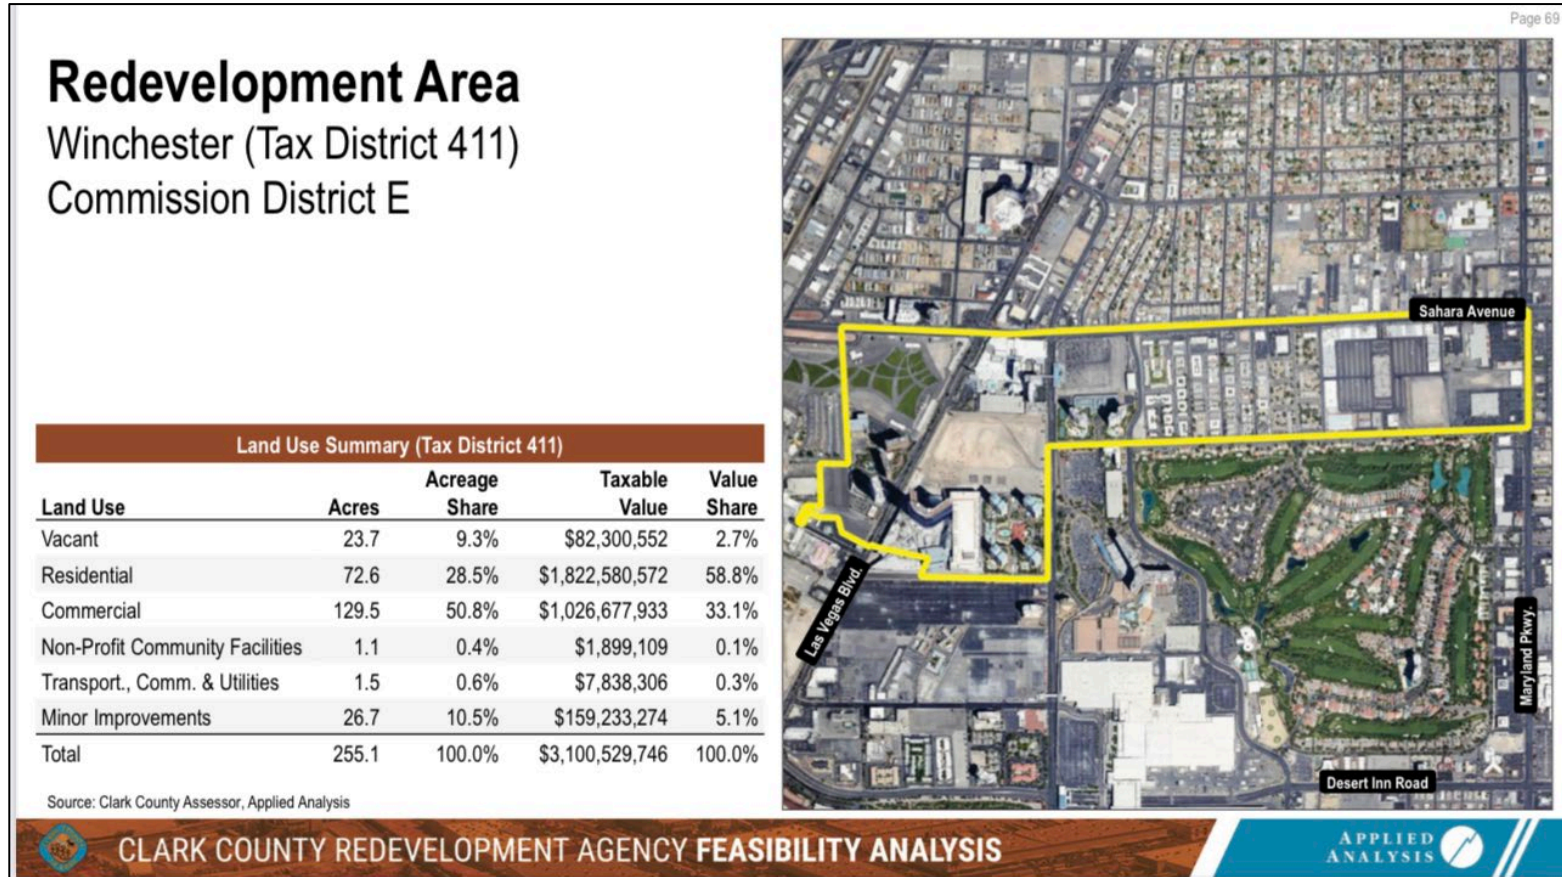 Page 69
Redevelopment Area
Winchester (Tax District 411)
Commission District E
Land Use Summary (Tax District 411)
Land Use Acres Acreage Share Taxable Value Value Share
Vacant 23.7 9.3% $82,300,552 2.7%
Residential 72.6 28.5% $1,822,580,572 58.8%
Commercial 129.5 50.8% $1,026,677,933 33.1%
Non-Profit Community Facilities 1.1 0.4% $1,899,109 0.1%
Transport., Comm. & Utilities 1.5 0.6% $7,838,306 0.3%
Minor Improvements 26.7 10.5% $159,233,274 5.1%
Total 255.1 100.0% $3,100,529,746 100.0%
Source: Clark County Assessor, Applied Analysis
Sahara Avenue
Las Vegas Blvd.
Maryland Pkwy.
Desert Inn Road
CLARK COUNTY REDEVELOPMENT AGENCY FEASIBILITY ANALYSIS
APPLIED
ANALYSIS